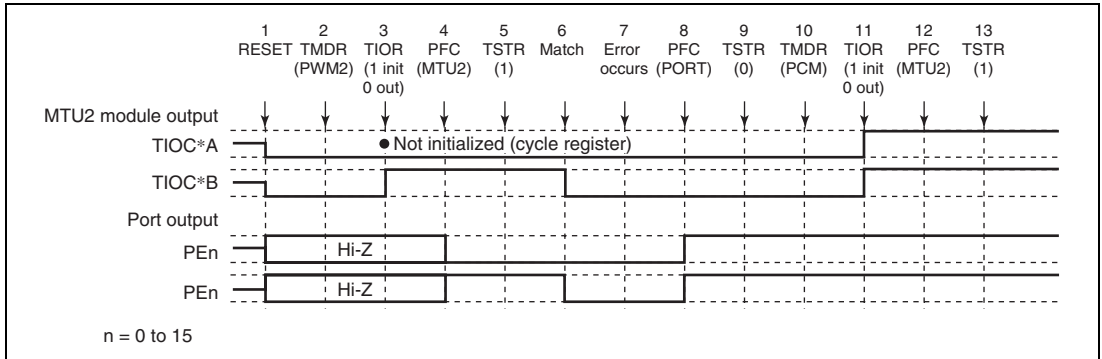 1 2 3 4 5 6 7 8 9 10 11 12 13
RESET TMDR TIOR PFC TSTR Match Error PFC TSTR TMDR TIOR PFC TSTR
(PWM2) (1 init (MTU2) (1) occurs (PORT) (0) (PCM) (1 init (MTU2) (1)
0 out) 0 out)
MTU2 module output
TIOC*A ● Not initialized (cycle register)
TIOC*B
Port output
PEn Hi-Z
PEn Hi-Z
n = 0 to 15